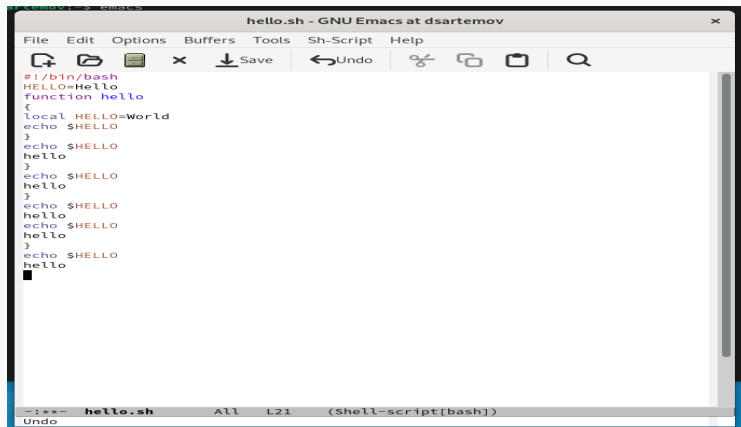 artemov:~$ emacs
hello.sh - GNU Emacs at dsartemov
File Edit Options Buffers Tools Sh-Script Help
Save Undo
#!/bin/bash
HELLO=Hello
function hello
{
local HELLO=World
echo $HELLO
}
echo $HELLO
hello
}
echo $HELLO
hello
}
echo $HELLO
hello
echo $HELLO
hello
}
echo $HELLO
hello
-:**- hello.sh All L21 (Shell-script[bash])
Undo